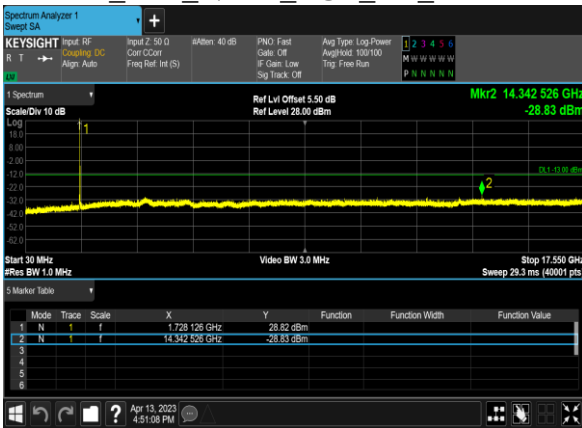 Spectrum Analyzer 1
Swept SA
+
KEYSIGHT Input: RF Input Z: 50 Ω #Atten: 40 dB PNO: Fast Avg Type: Log-Power 1 2 3 4 5 6
R T Coupling: DC Corr CCorr Gate: Off Avg|Hold: 100/100 M W W W W W
Align: Auto Freq Ref: Int (S) IF Gain: Low Trig: Free Run
LV Sig Track: Off P N N N N N
1 Spectrum
Ref Lvl Offset 5.50 dB Mkr2 14.342 526 GHz
Scale/Div 10 dB Ref Level 28.00 dBm -28.83 dBm
Log
18.0
1
8.00
-2.00
-12.0
DL1 -13.00 dBm
-22.0
2
-32.0
-42.0
-52.0
-62.0
Start 30 MHz Video BW 3.0 MHz Stop 17.550 GHz
#Res BW 1.0 MHz Sweep 29.3 ms (40001 pts
5 Marker Table
Mode Trace Scale X Y Function Function Width Function Value
1 N 1 f 1.728 126 GHz 28.82 dBm
2 N 1 f 14.342 526 GHz -28.83 dBm
3
4
5
6
? Apr 13, 2023
4:51:08 PM